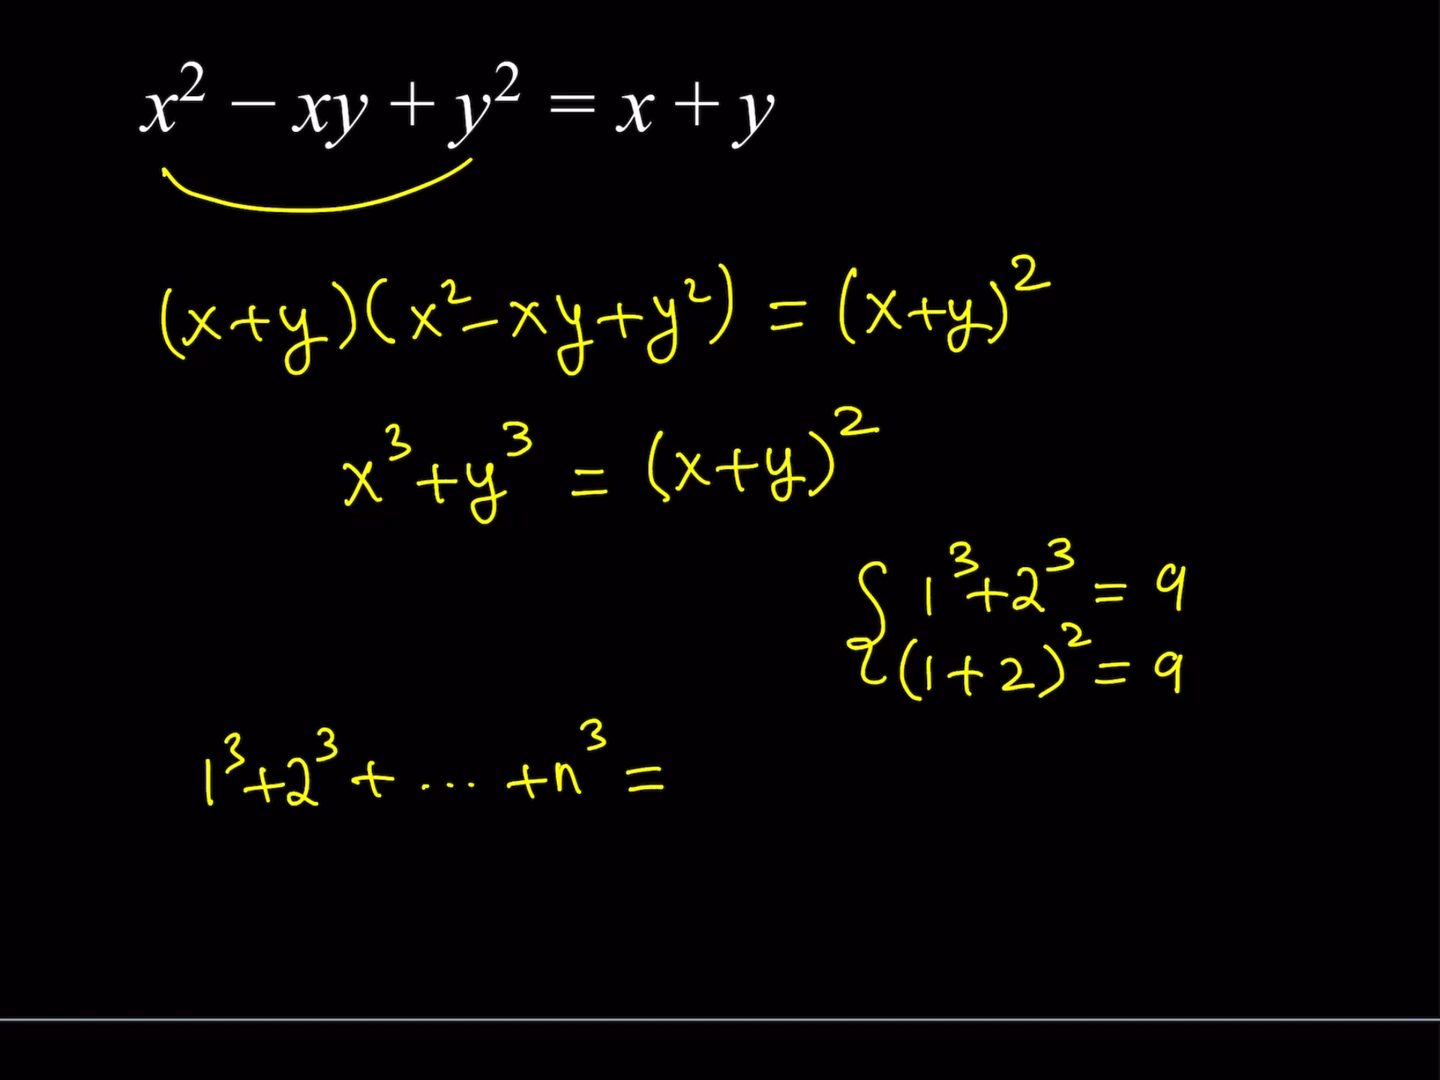 x² − xy + y² = x + y
(x+y)(x²−xy+y²) = (x+y)²
x³+y³ = (x+y)²
{ 1³+2³ = 9
(1+2)² = 9
1³+2³+ ... +n³ =